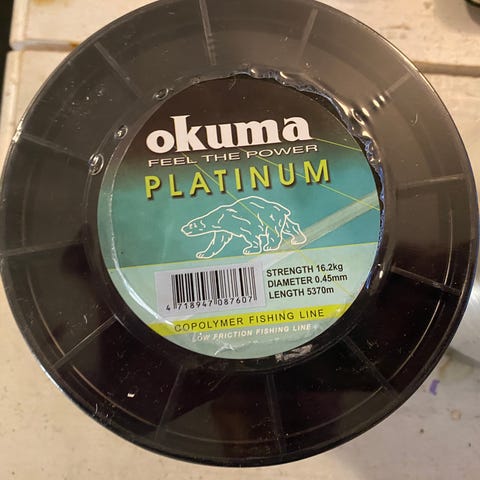 okuma
FEEL THE POWER
PLATINUM
STRENGTH 16.2kg
DIAMETER 0.45mm
LENGTH 5370m
4 718947 087607
COPOLYMER FISHING LINE
LOW FRICTION FISHING LINE